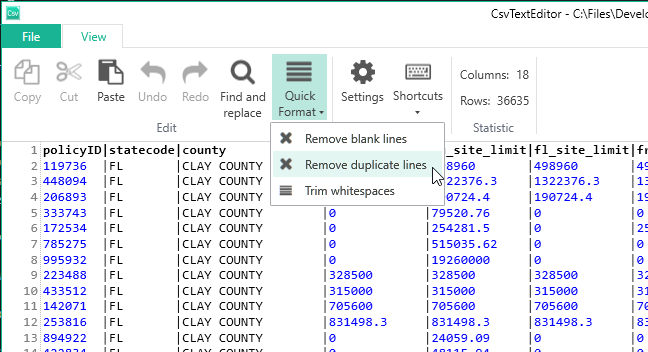 Csv
CsvTextEditor - C:\Files\Develo
File
View
Copy
Cut
Paste
Undo
Redo
Find and replace
Quick Format
Settings
Shortcuts
Columns: 18
Rows: 36635
Edit
Statistic
Remove blank lines
Remove duplicate lines
Trim whitespaces
1 policyID|statecode|county _site_limit|fl_site_limit|fr
2 119736 |FL |CLAY COUNTY 98960 |498960 |49
3 448094 |FL |CLAY COUNTY 322376.3 |1322376.3 |13
4 206893 |FL |CLAY COUNTY 0724.4 |190724.4 |19
5 333743 |FL |CLAY COUNTY |0 |79520.76 |0 |0
6 172534 |FL |CLAY COUNTY |0 |254281.5 |0 |25
7 785275 |FL |CLAY COUNTY |0 |515035.62 |0 |0
8 995932 |FL |CLAY COUNTY |0 |19260000 |0 |0
9 223488 |FL |CLAY COUNTY |328500 |328500 |328500 |32
10 433512 |FL |CLAY COUNTY |315000 |315000 |315000 |31
11 142071 |FL |CLAY COUNTY |705600 |705600 |705600 |70
12 253816 |FL |CLAY COUNTY |831498.3 |831498.3 |831498.3 |83
13 894922 |FL |CLAY COUNTY |0 |24059.09 |0 |0